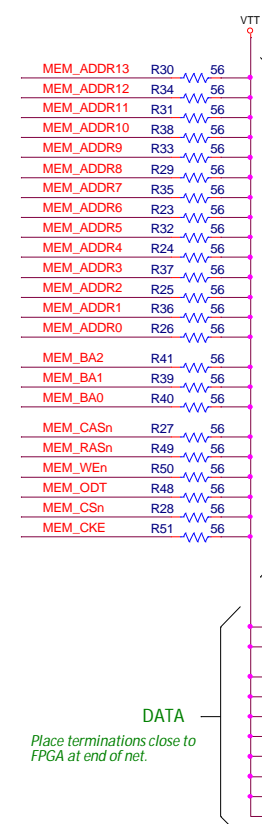 VTT
MEM_ADDR13 R30 56
MEM_ADDR12 R34 56
MEM_ADDR11 R31 56
MEM_ADDR10 R38 56
MEM_ADDR9 R33 56
MEM_ADDR8 R29 56
MEM_ADDR7 R35 56
MEM_ADDR6 R23 56
MEM_ADDR5 R32 56
MEM_ADDR4 R24 56
MEM_ADDR3 R37 56
MEM_ADDR2 R25 56
MEM_ADDR1 R36 56
MEM_ADDR0 R26 56
MEM_BA2 R41 56
MEM_BA1 R39 56
MEM_BA0 R40 56
MEM_CASn R27 56
MEM_RASn R49 56
MEM_WEn R50 56
MEM_ODT R48 56
MEM_CSn R28 56
MEM_CKE R51 56
DATA
Place terminations close to
FPGA at end of net.